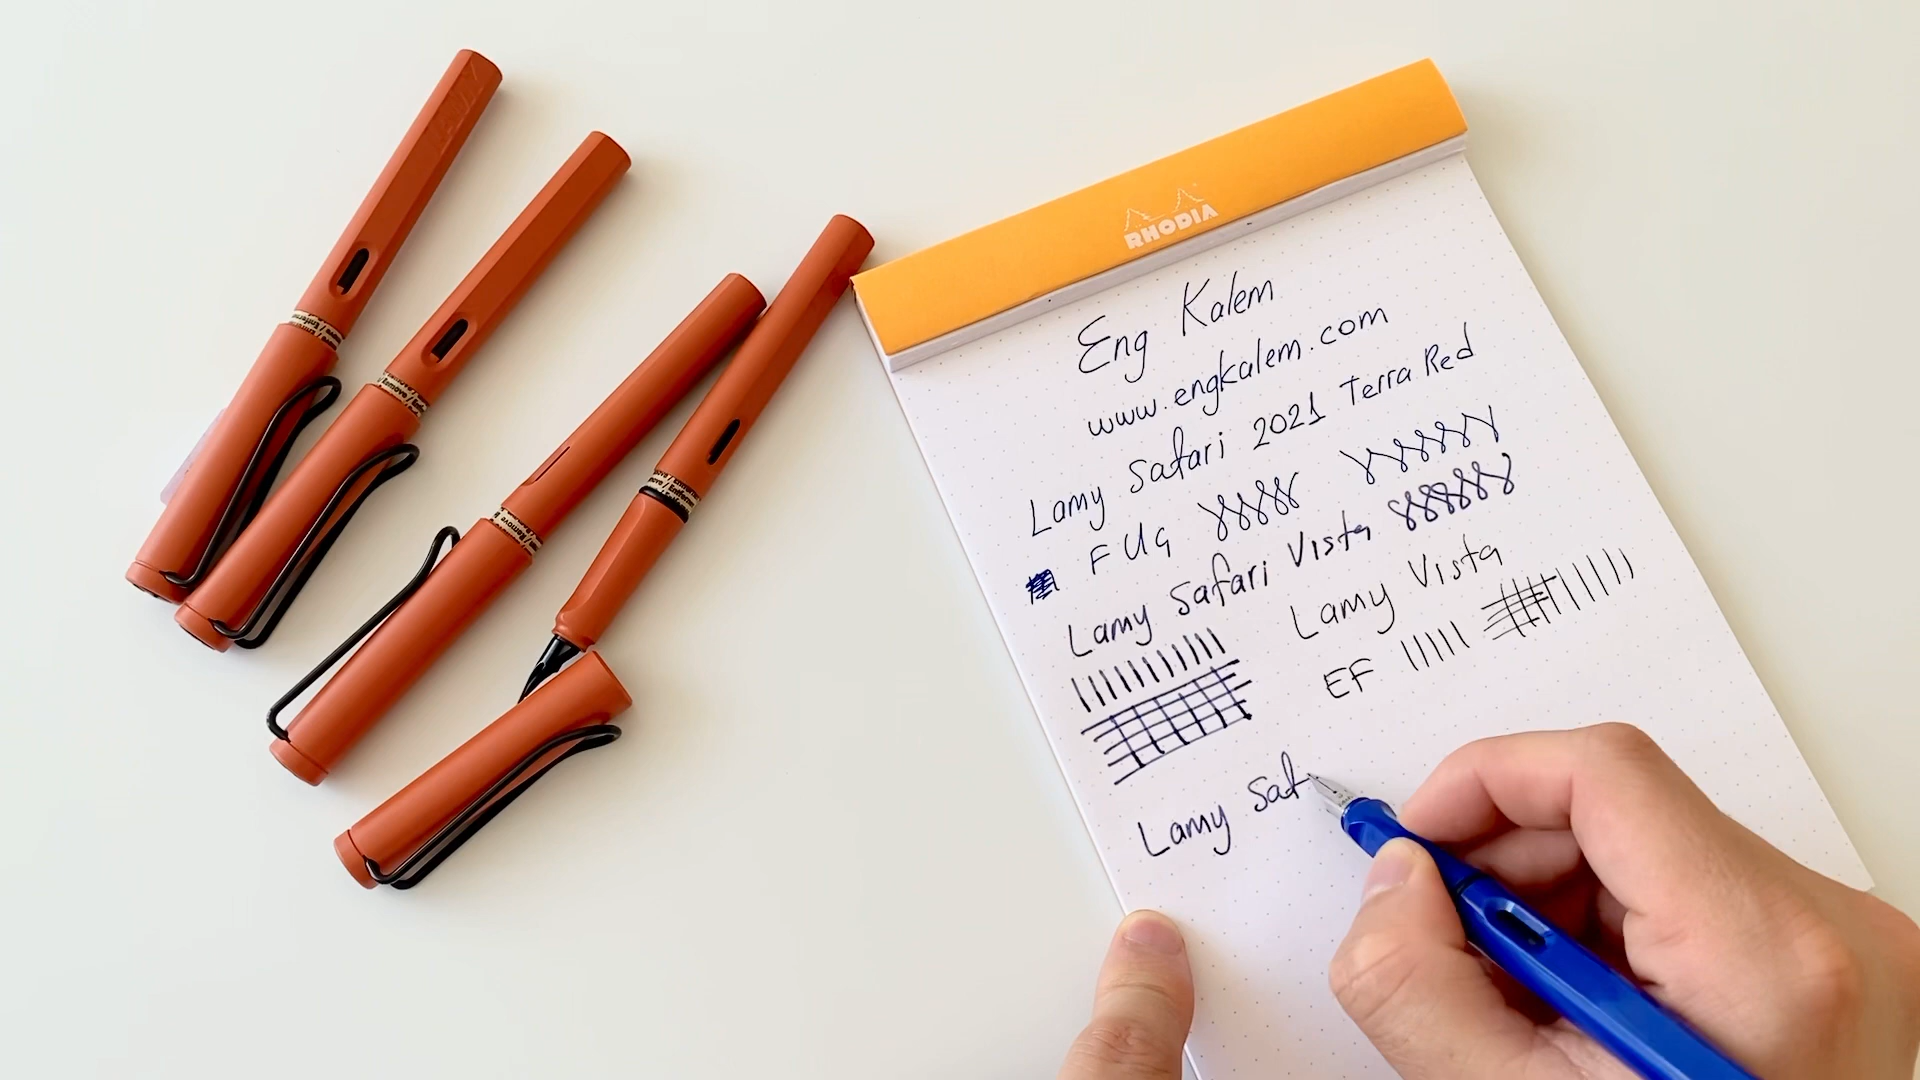 RHODIA
Eng Kalem
www.engkalem.com
Lamy Safari 2021 Terra Red
F
Lamy Safari Vista
Lamy Vista
EF
Lamy Saf